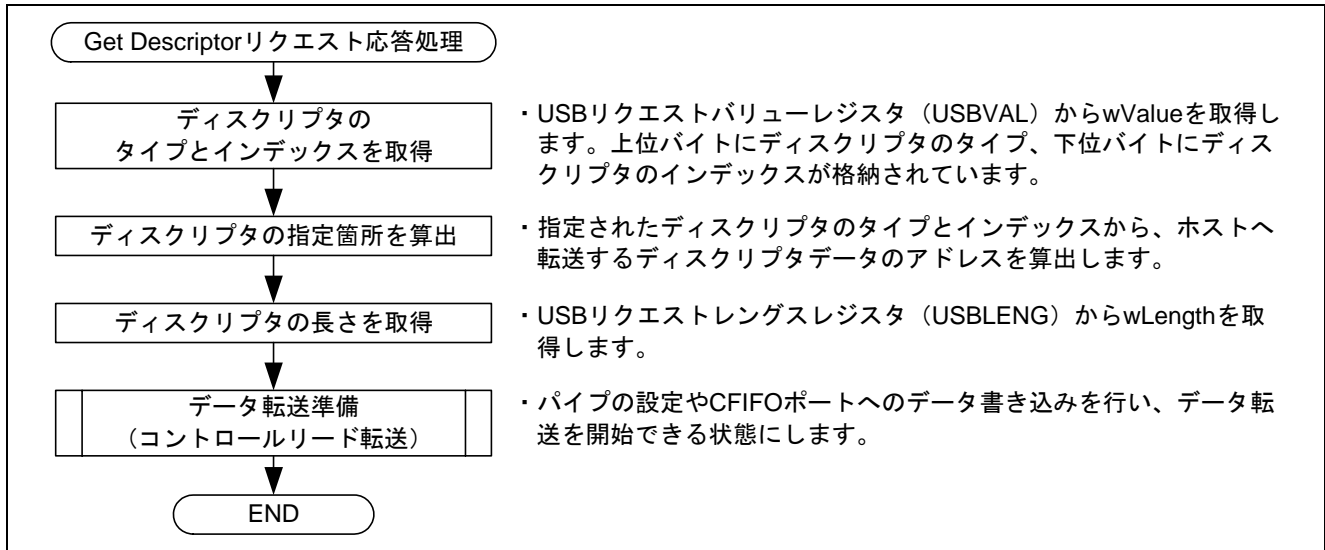 Get Descriptorリクエスト応答処理
ディスクリプタの
タイプとインデックスを取得
・USBリクエストバリューレジスタ（USBVAL）からwValueを取得し
ます。上位バイトにディスクリプタのタイプ、下位バイトにディス
クリプタのインデックスが格納されています。
ディスクリプタの指定箇所を算出
・指定されたディスクリプタのタイプとインデックスから、ホストへ
転送するディスクリプタデータのアドレスを算出します。
ディスクリプタの長さを取得
・USBリクエストレングスレジスタ（USBLENG）からwLengthを取
得します。
データ転送準備
（コントロールリード転送）
・パイプの設定やCFIFOポートへのデータ書き込みを行い、データ転
送を開始できる状態にします。
END